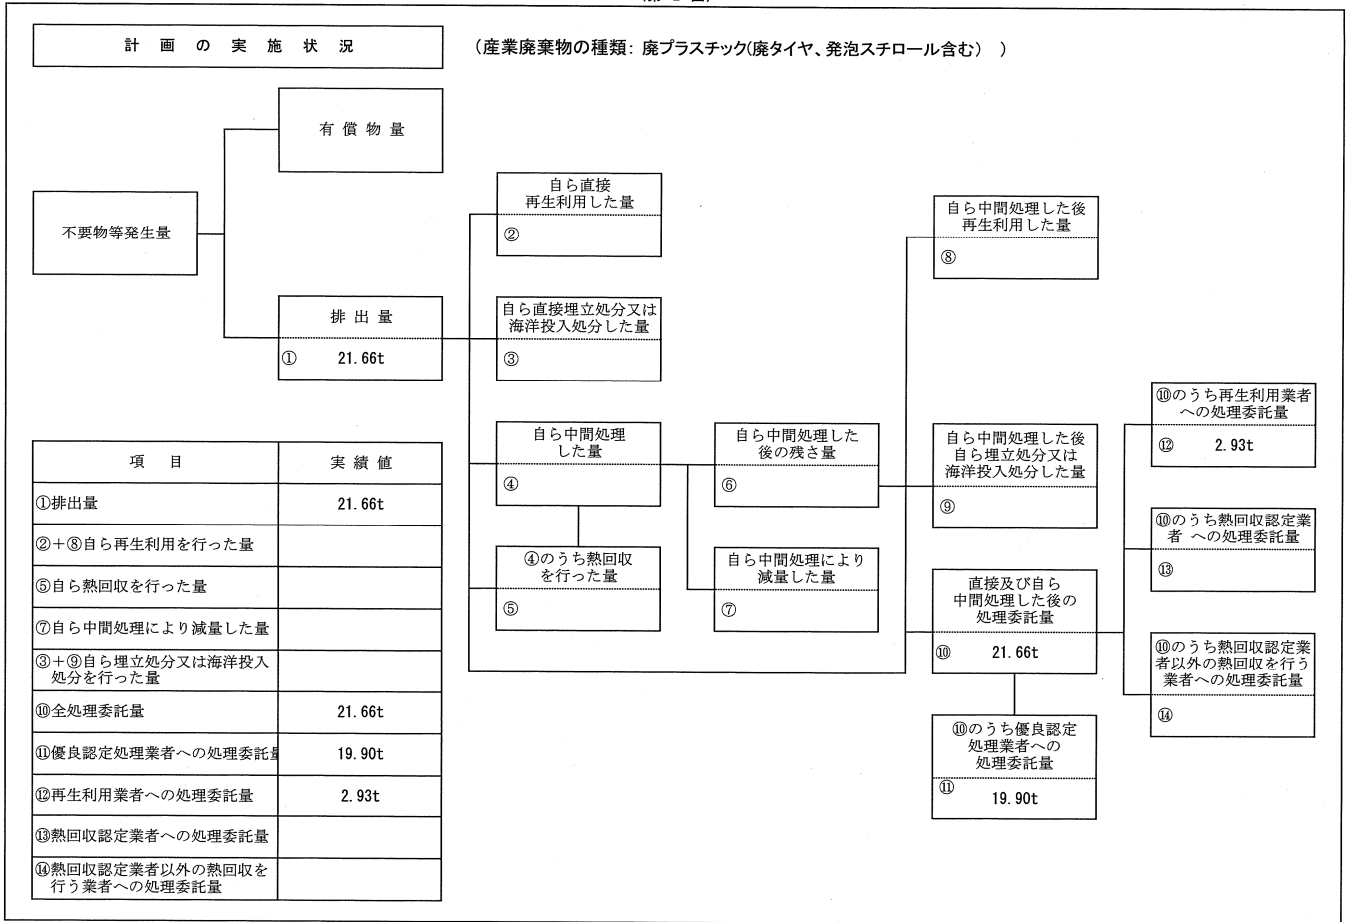 計画の実施状況
（産業廃棄物の種類： 廃プラスチック(廃タイヤ、発泡スチロール含む)　）
有償物量
不要物等発生量
排出量
① 21.66t
自ら直接
再生利用した量
②
自ら直接埋立処分又は
海洋投入処分した量
③
自ら中間処理
した量
④
④のうち熱回収
を行った量
⑤
自ら中間処理した
後の残さ量
⑥
自ら中間処理により
減量した量
⑦
自ら中間処理した後
再生利用した量
⑧
自ら中間処理した後
自ら埋立処分又は
海洋投入処分した量
⑨
直接及び自ら
中間処理した後の
処理委託量
⑩ 21.66t
⑩のうち優良認定
処理業者への
処理委託量
⑪ 19.90t
⑩のうち再生利用業者
への処理委託量
⑫ 2.93t
⑩のうち熱回収認定業
者 への処理委託量
⑬
⑩のうち熱回収認定業
者以外の熱回収を行う
業者への処理委託量
⑭
項目 実績値
①排出量 21.66t
②＋⑧自ら再生利用を行った量
⑤自ら熱回収を行った量
⑦自ら中間処理により減量した量
③＋⑨自ら埋立処分又は海洋投入
処分を行った量
⑩全処理委託量 21.66t
⑪優良認定処理業者への処理委託量 19.90t
⑫再生利用業者への処理委託量 2.93t
⑬熱回収認定業者への処理委託量
⑭熱回収認定業者以外の熱回収を
行う業者への処理委託量